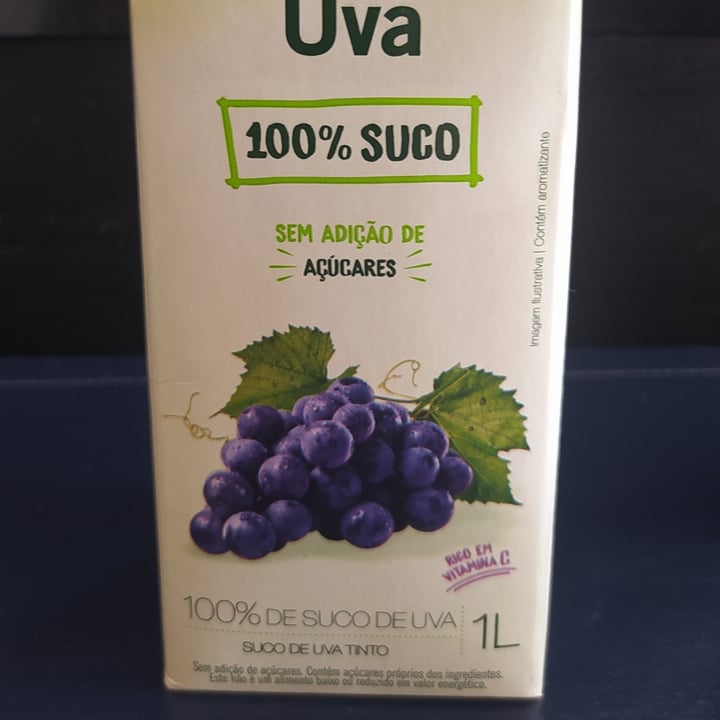 Uva
100% SUCO
SEM ADIÇÃO DE
AÇÚCARES
Imagem Ilustrativa | Contém aromatizante
RICO EM
VITAMINA C
100% DE SUCO DE UVA
1L
SUCO DE UVA TINTO
Sem adição de açúcares. Contém açúcares próprios dos ingredientes.
Este não é um alimento baixo ou reduzido em valor energético.